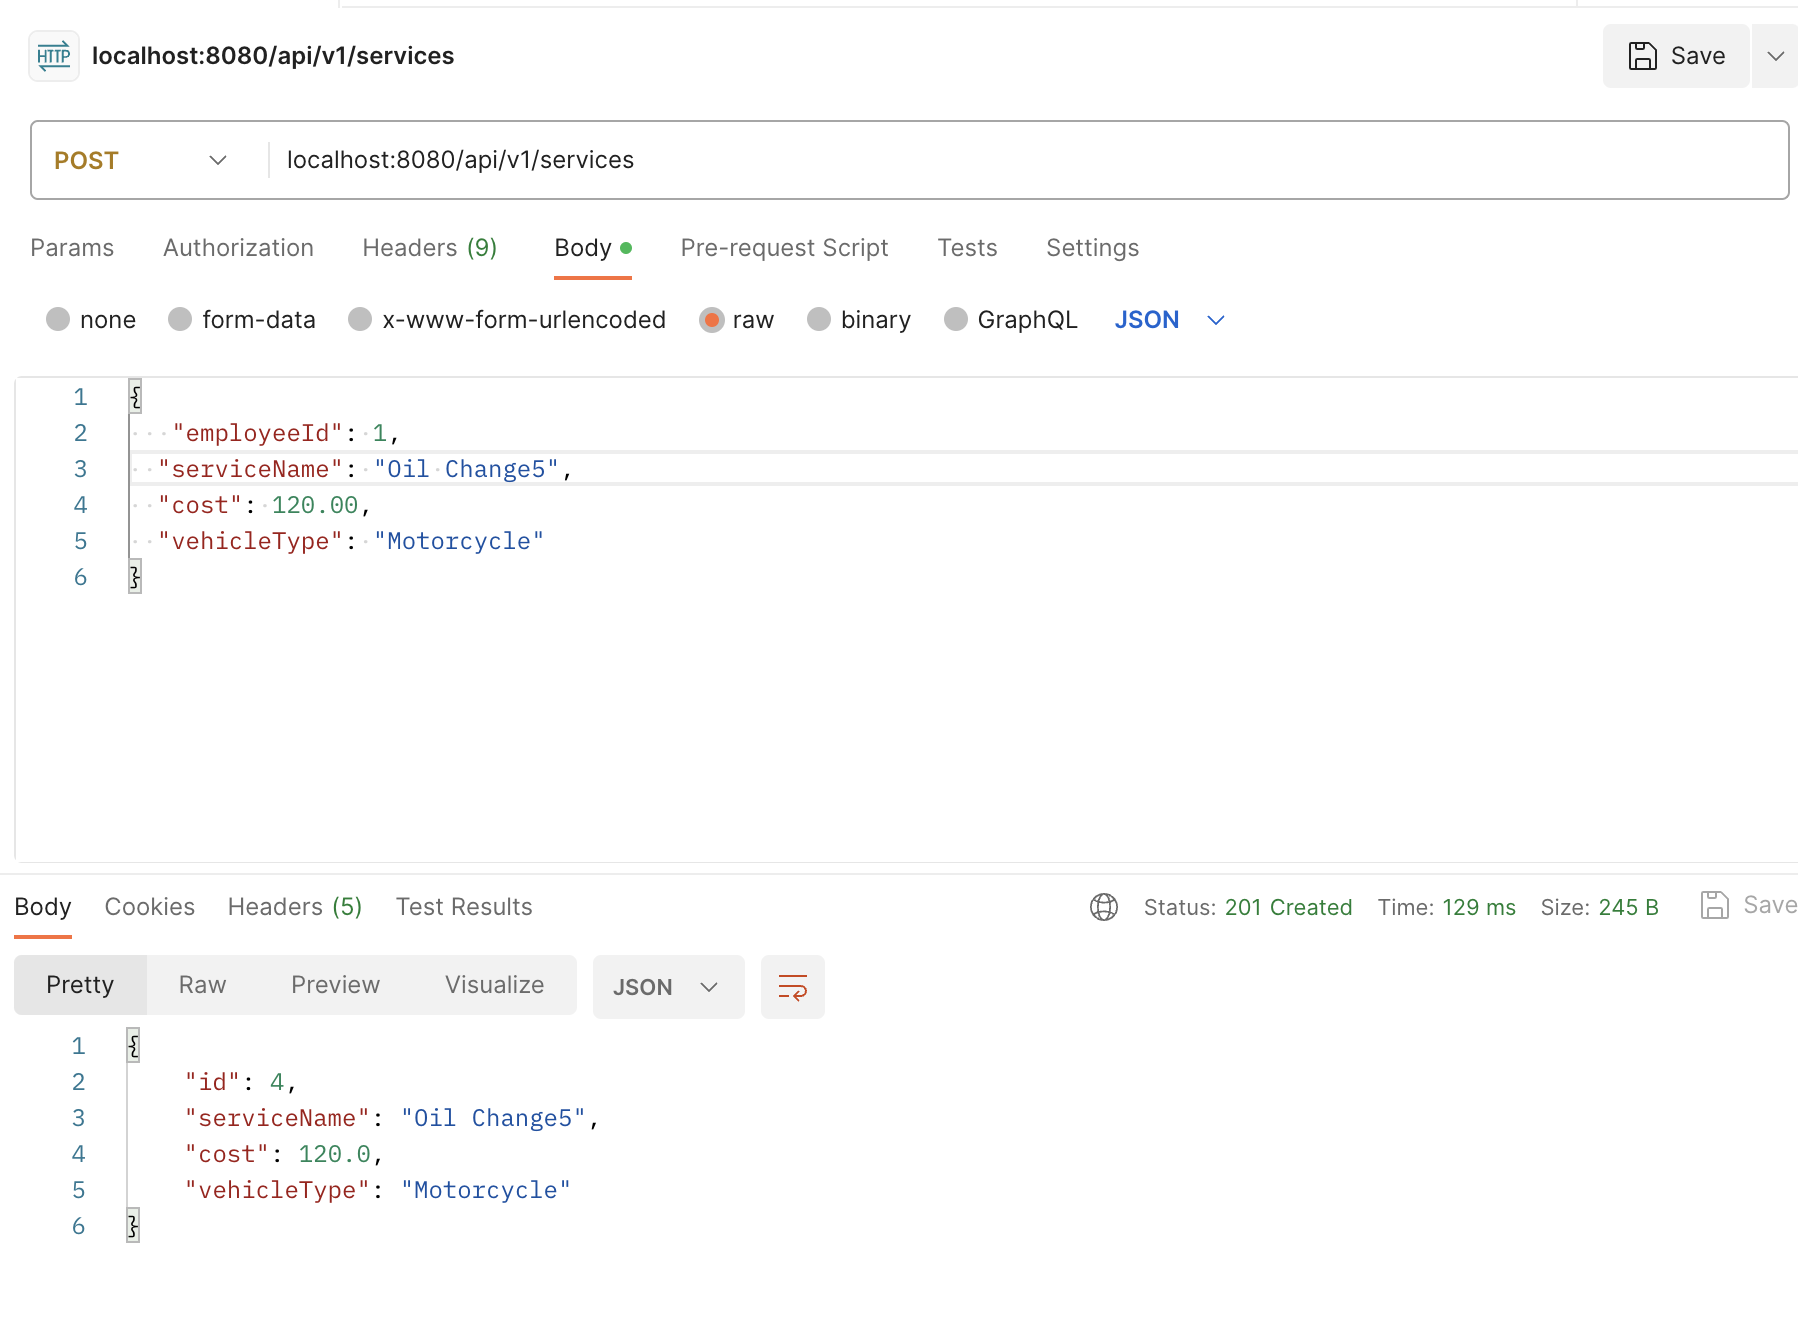 HTTP localhost:8080/api/v1/services Save
POST localhost:8080/api/v1/services
Params Authorization Headers (9) Body Pre-request Script Tests Settings
none form-data x-www-form-urlencoded raw binary GraphQL JSON
1 {
2 "employeeId": 1,
3 "serviceName": "Oil Change5",
4 "cost": 120.00,
5 "vehicleType": "Motorcycle"
6 }
Body Cookies Headers (5) Test Results Status: 201 Created Time: 129 ms Size: 245 B Save
Pretty Raw Preview Visualize JSON
1 {
2 "id": 4,
3 "serviceName": "Oil Change5",
4 "cost": 120.0,
5 "vehicleType": "Motorcycle"
6 }